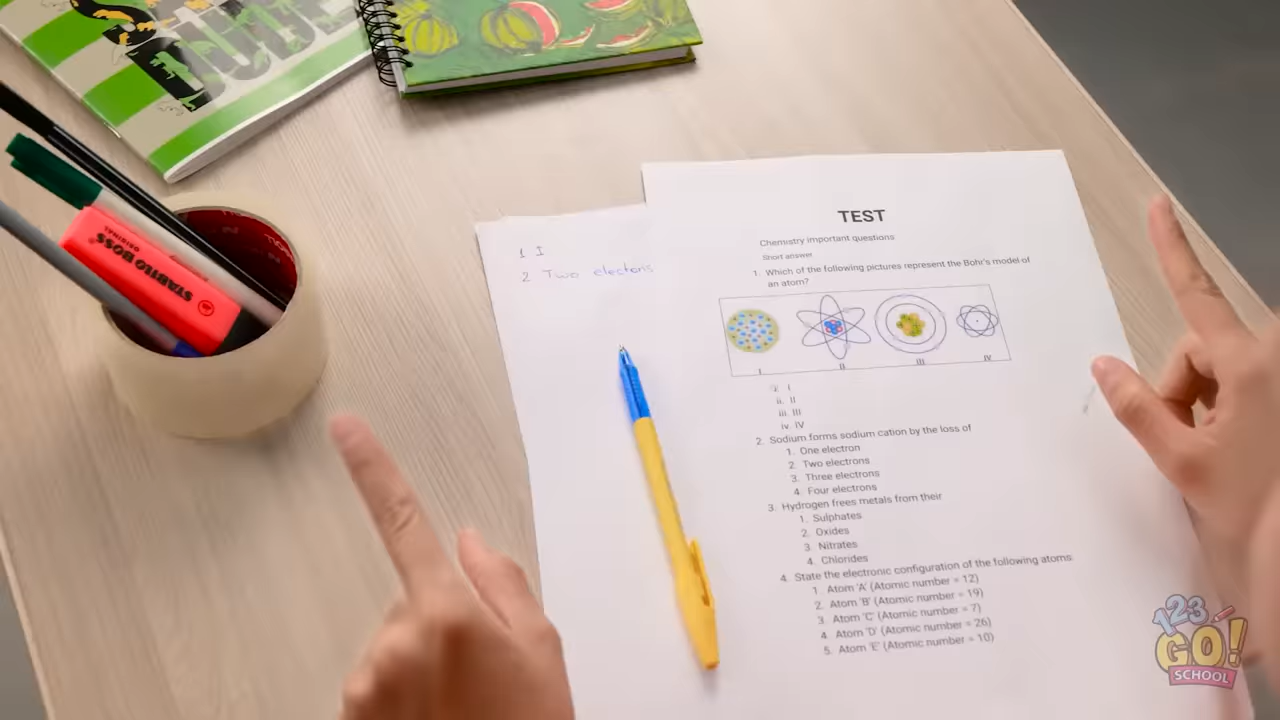 STABILO BOSS
ORIGINAL
1 I
2 Two electons
TEST
Chemistry important questions
Short answer
1. Which of the following pictures represent the Bohr's model of
an atom?
I II III IV
I
ii. II
iii. III
iv. IV
2. Sodium forms sodium cation by the loss of
1. One electron
2. Two electrons
3. Three electrons
4. Four electrons
3. Hydrogen frees metals from their
1. Sulphates
2. Oxides
3. Nitrates
4. Chlorides
4. State the electronic configuration of the following atoms:
1. Atom 'A' (Atomic number = 12)
2. Atom 'B' (Atomic number = 19)
3. Atom 'C' (Atomic number = 7)
4. Atom 'D' (Atomic number = 26)
5. Atom 'E' (Atomic number = 10)
123
GO!
SCHOOL